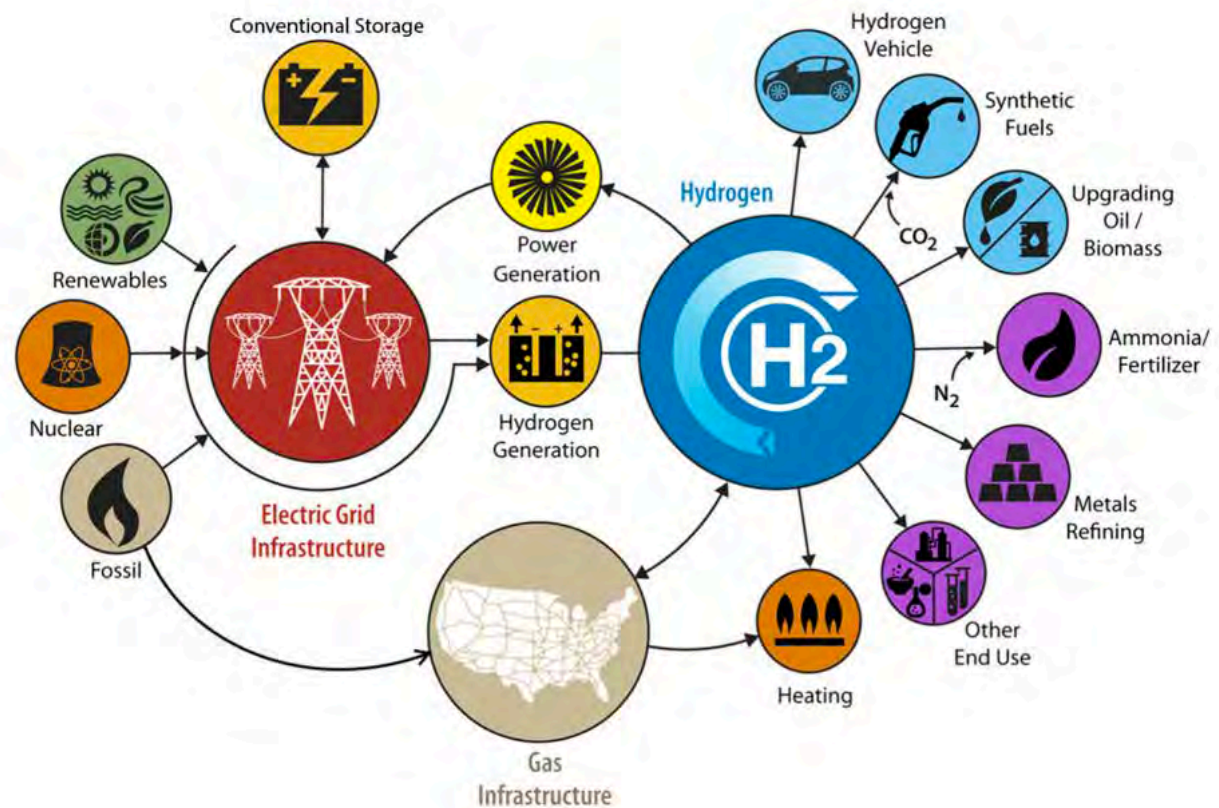 Conventional Storage
Hydrogen
Vehicle
Synthetic
Fuels
Hydrogen
Upgrading
Oil /
Biomass
CO2
Renewables
Power
Generation
H2
Ammonia/
Fertilizer
N2
Nuclear
Hydrogen
Generation
Metals
Refining
Electric Grid
Infrastructure
Fossil
Other
End Use
Heating
Gas
Infrastructure